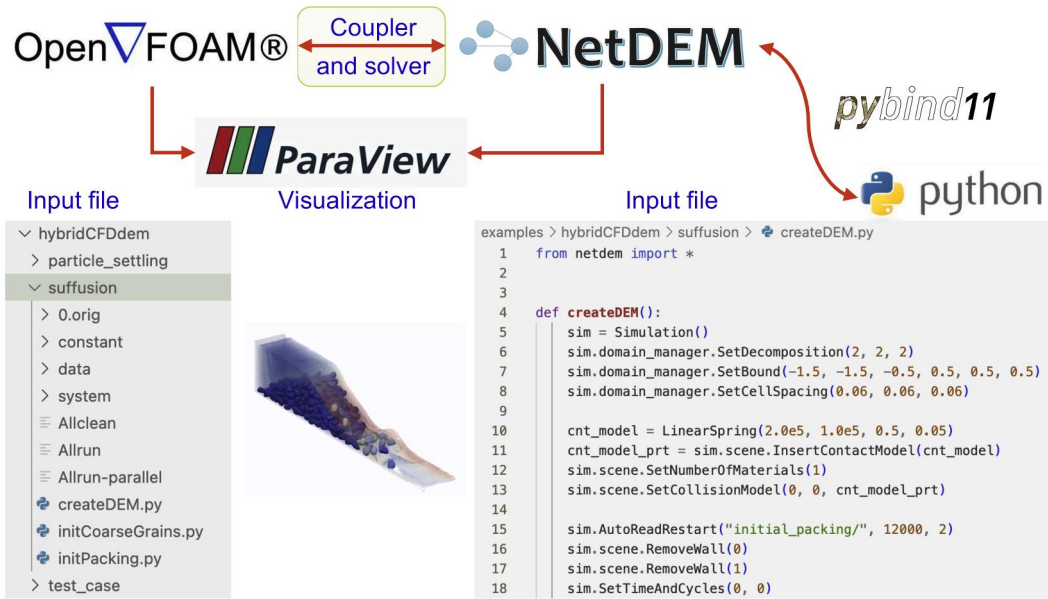 Open▽FOAM®
Coupler
and solver
NetDEM
pybind11
ParaView
python
Input file
Visualization
Input file
hybridCFDdem
particle_settling
suffusion
0.orig
constant
data
system
Allclean
Allrun
Allrun-parallel
createDEM.py
initCoarseGrains.py
initPacking.py
test_case
examples > hybridCFDdem > suffusion > createDEM.py
1 from netdem import *
2
3
4 def createDEM():
5 sim = Simulation()
6 sim.domain_manager.SetDecomposition(2, 2, 2)
7 sim.domain_manager.SetBound(-1.5, -1.5, -0.5, 0.5, 0.5, 0.5)
8 sim.domain_manager.SetCellSpacing(0.06, 0.06, 0.06)
9
10 cnt_model = LinearSpring(2.0e5, 1.0e5, 0.5, 0.05)
11 cnt_model_prt = sim.scene.InsertContactModel(cnt_model)
12 sim.scene.SetNumberOfMaterials(1)
13 sim.scene.SetCollisionModel(0, 0, cnt_model_prt)
14
15 sim.AutoReadRestart("initial_packing/", 12000, 2)
16 sim.scene.RemoveWall(0)
17 sim.scene.RemoveWall(1)
18 sim.SetTimeAndCycles(0, 0)